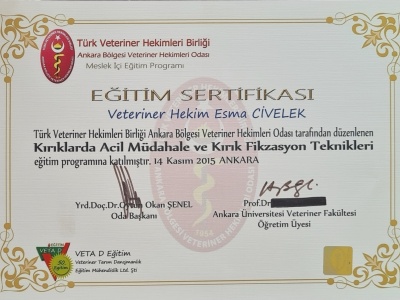 Türk Veteriner Hekimleri Birliği
Ankara Bölgesi Veteriner Hekimleri Odası
Meslek İçi Eğitim Programı
EĞİTİM SERTİFİKASI
Veteriner Hekim Esma CİVELEK
Türk Veteriner Hekimleri Birliği Ankara Bölgesi Veteriner Hekimleri Odası tarafından düzenlenen
Kırıklarda Acil Müdahale ve Kırık Fikzasyon Teknikleri
eğitim programına katılmıştır. 14 Kasım 2015 ANKARA
Yrd.Doç.Dr. Okan ŞENEL
Oda Başkanı
Prof.Dr.
Ankara Üniversitesi Veteriner Fakültesi
Öğretim Üyesi
1954
VETA D Eğitim
Veteriner Tarım Danışmanlık
Eğitim Mühendislik Ltd. Şti